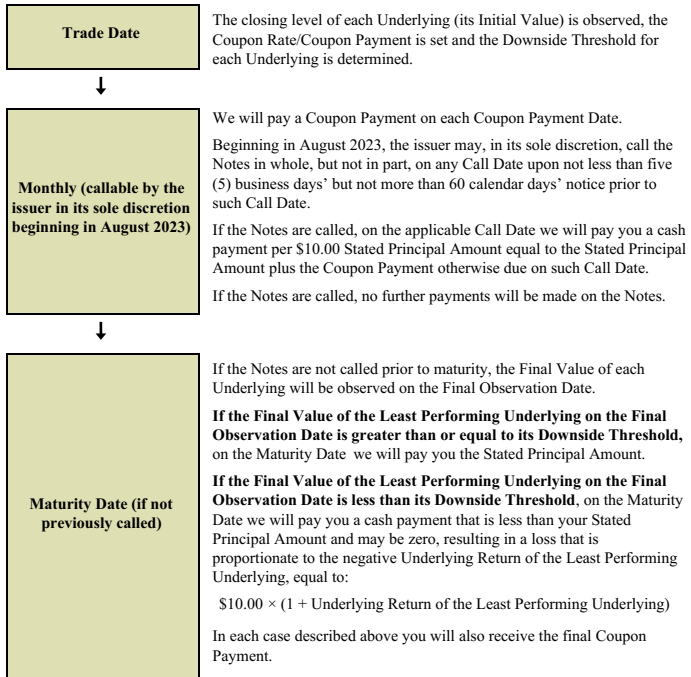 Trade Date
The closing level of each Underlying (its Initial Value) is observed, the
Coupon Rate/Coupon Payment is set and the Downside Threshold for
each Underlying is determined.
↓
Monthly (callable by the
issuer in its sole discretion
beginning in August 2023)
We will pay a Coupon Payment on each Coupon Payment Date.
Beginning in August 2023, the issuer may, in its sole discretion, call the
Notes in whole, but not in part, on any Call Date upon not less than five
(5) business days’ but not more than 60 calendar days’ notice prior to
such Call Date.
If the Notes are called, on the applicable Call Date we will pay you a cash
payment per $10.00 Stated Principal Amount equal to the Stated Principal
Amount plus the Coupon Payment otherwise due on such Call Date.
If the Notes are called, no further payments will be made on the Notes.
↓
Maturity Date (if not
previously called)
If the Notes are not called prior to maturity, the Final Value of each
Underlying will be observed on the Final Observation Date.
If the Final Value of the Least Performing Underlying on the Final
Observation Date is greater than or equal to its Downside Threshold,
on the Maturity Date we will pay you the Stated Principal Amount.
If the Final Value of the Least Performing Underlying on the Final
Observation Date is less than its Downside Threshold, on the Maturity
Date we will pay you a cash payment that is less than your Stated
Principal Amount and may be zero, resulting in a loss that is
proportionate to the negative Underlying Return of the Least Performing
Underlying, equal to:
$10.00 × (1 + Underlying Return of the Least Performing Underlying)
In each case described above you will also receive the final Coupon
Payment.